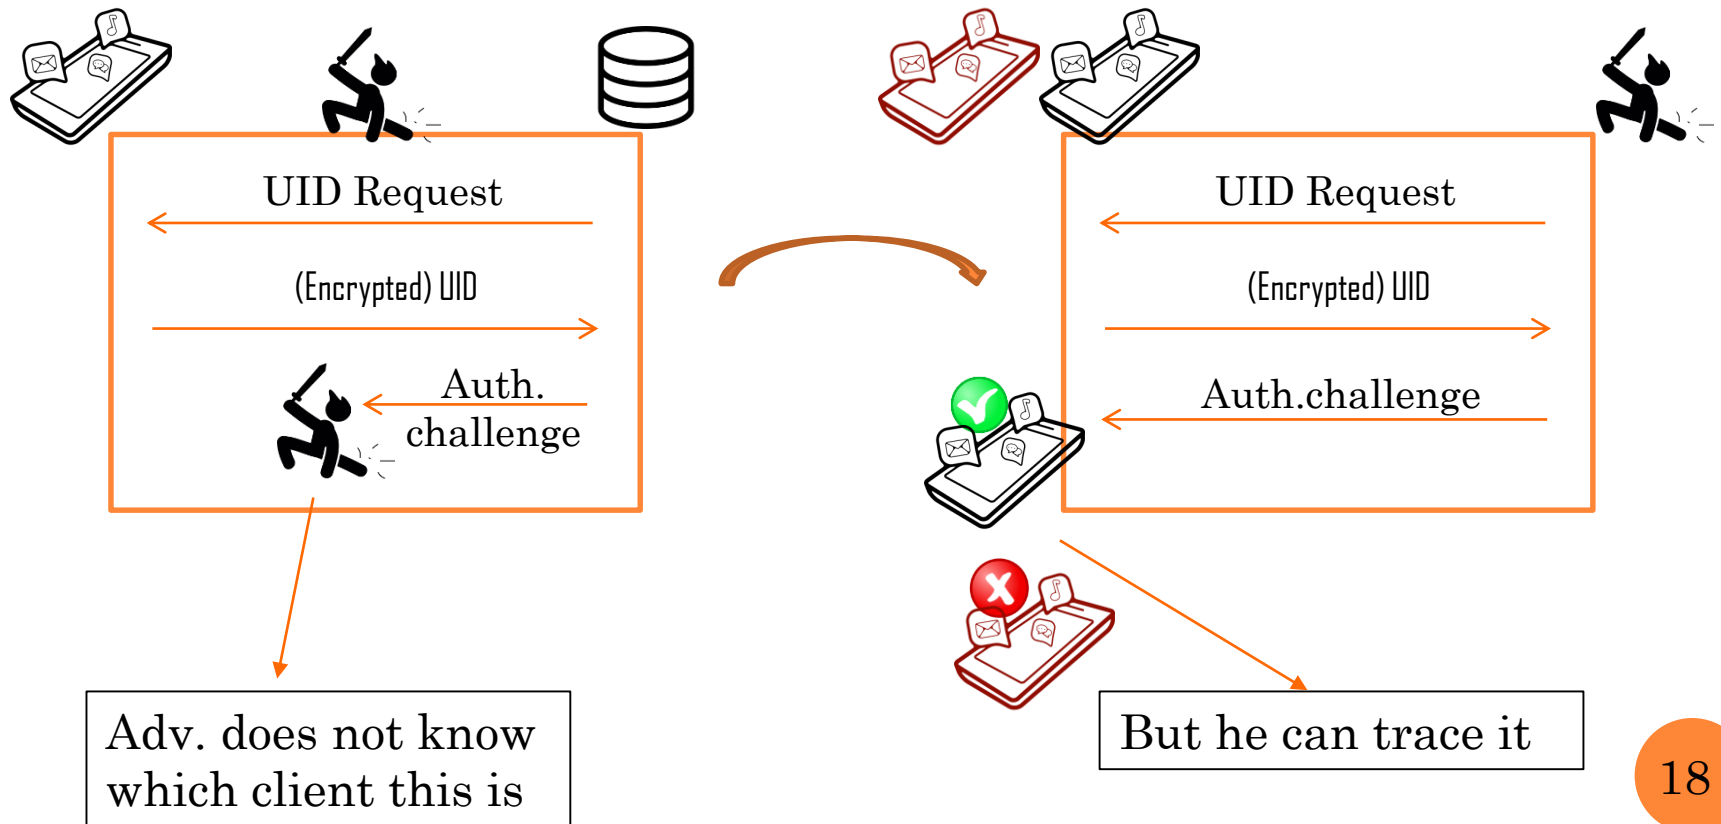 UID Request
(Encrypted) UID
Auth.
challenge
Adv. does not know
which client this is
UID Request
(Encrypted) UID
Auth.challenge
But he can trace it
18